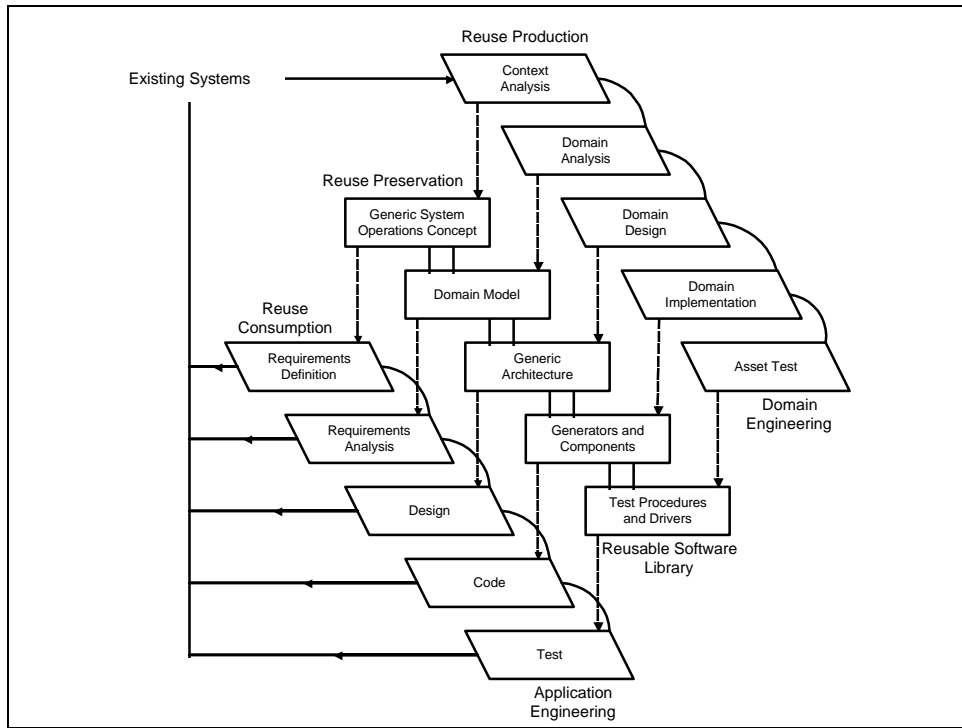 Reuse Production
Existing Systems
Context
Analysis
Domain
Analysis
Reuse Preservation
Generic System
Operations Concept
Domain
Design
Domain Model
Domain
Implementation
Reuse
Consumption
Requirements
Definition
Generic
Architecture
Asset Test
Domain
Engineering
Requirements
Analysis
Generators and
Components
Design
Test Procedures
and Drivers
Reusable Software
Library
Code
Test
Application
Engineering